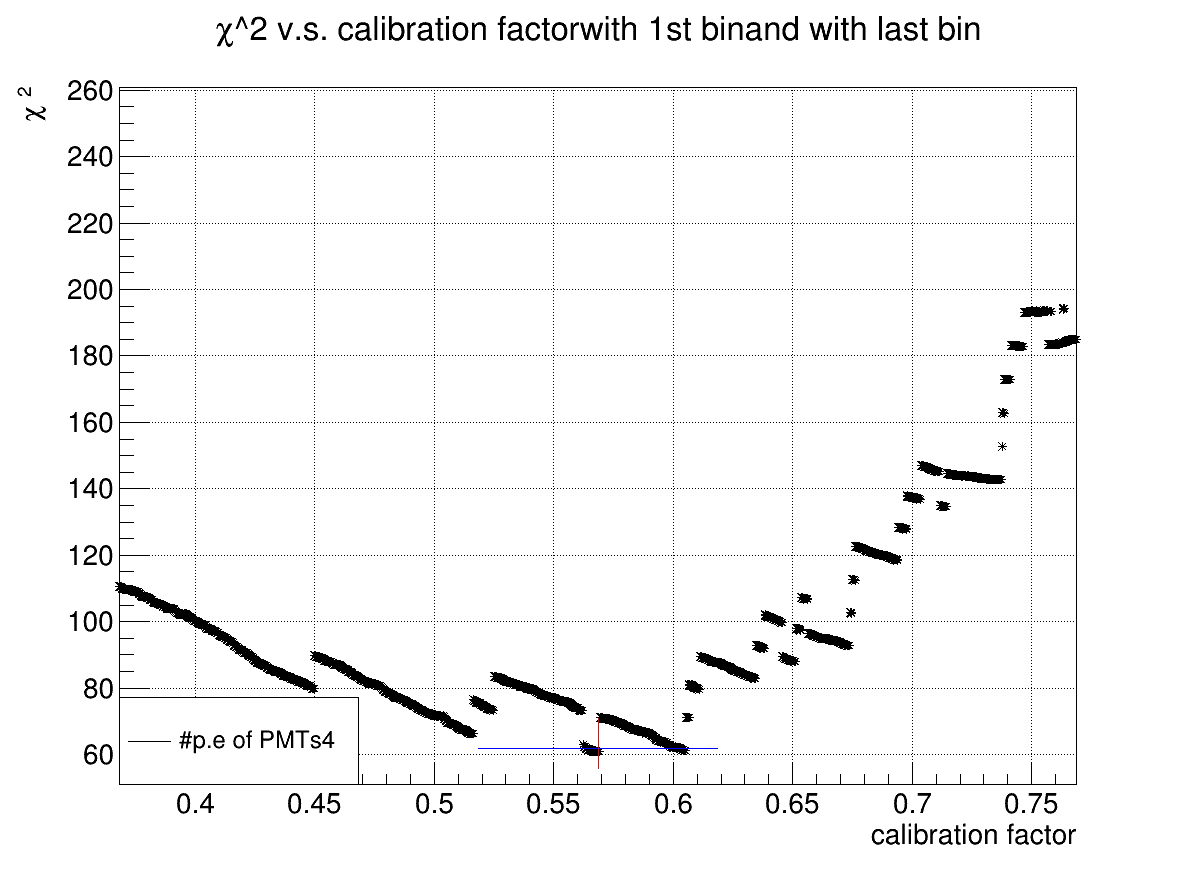 χ^2 v.s. calibration factorwith 1st binand with last bin
χ 2
260
240
220
200
180
160
140
120
100
80
60
#p.e of PMTs4
0.4 0.45 0.5 0.55 0.6 0.65 0.7 0.75
calibration factor